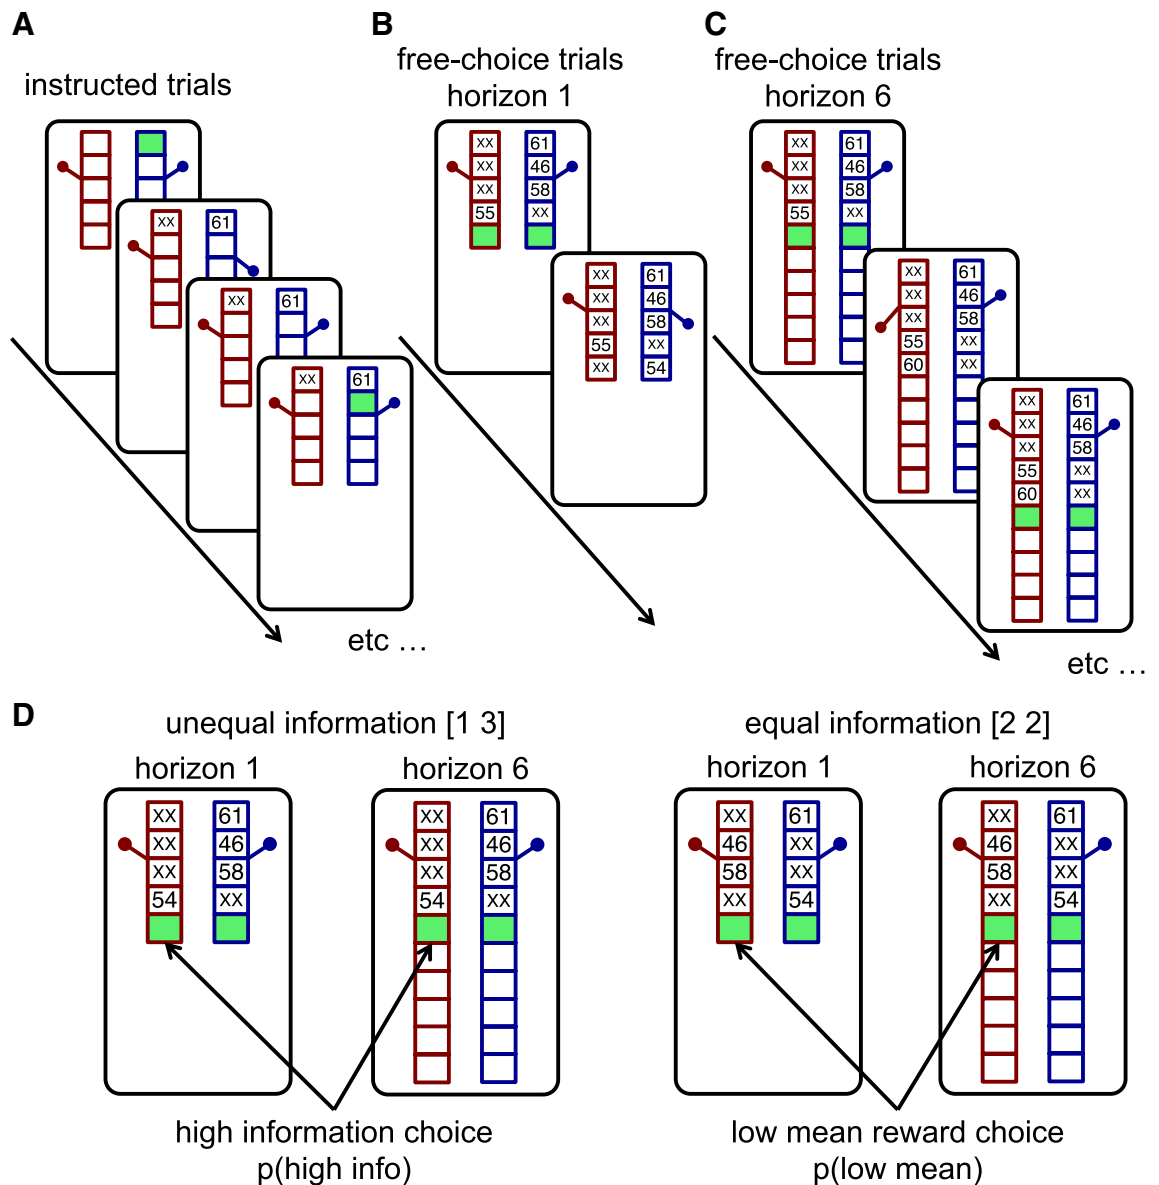 A
B
C
instructed trials
free-choice trials
horizon 1
free-choice trials
horizon 6
xx 61
xx 61
xx 61
xx 61
xx 46
xx 58
55 xx
xx 61
xx 46
xx 58
55 xx
xx 54
xx 61
xx 46
xx 58
55 xx
xx 61
xx 46
xx 58
55 xx
60 xx
xx 61
xx 46
xx 58
55 xx
60 xx
etc ...
etc ...
D
unequal information [1 3]
equal information [2 2]
horizon 1
horizon 6
horizon 1
horizon 6
xx 61
xx 46
xx 58
54 xx
xx 61
xx 46
xx 58
54 xx
xx 61
46 xx
58 xx
xx 54
xx 61
46 xx
58 xx
xx 54
high information choice
p(high info)
low mean reward choice
p(low mean)